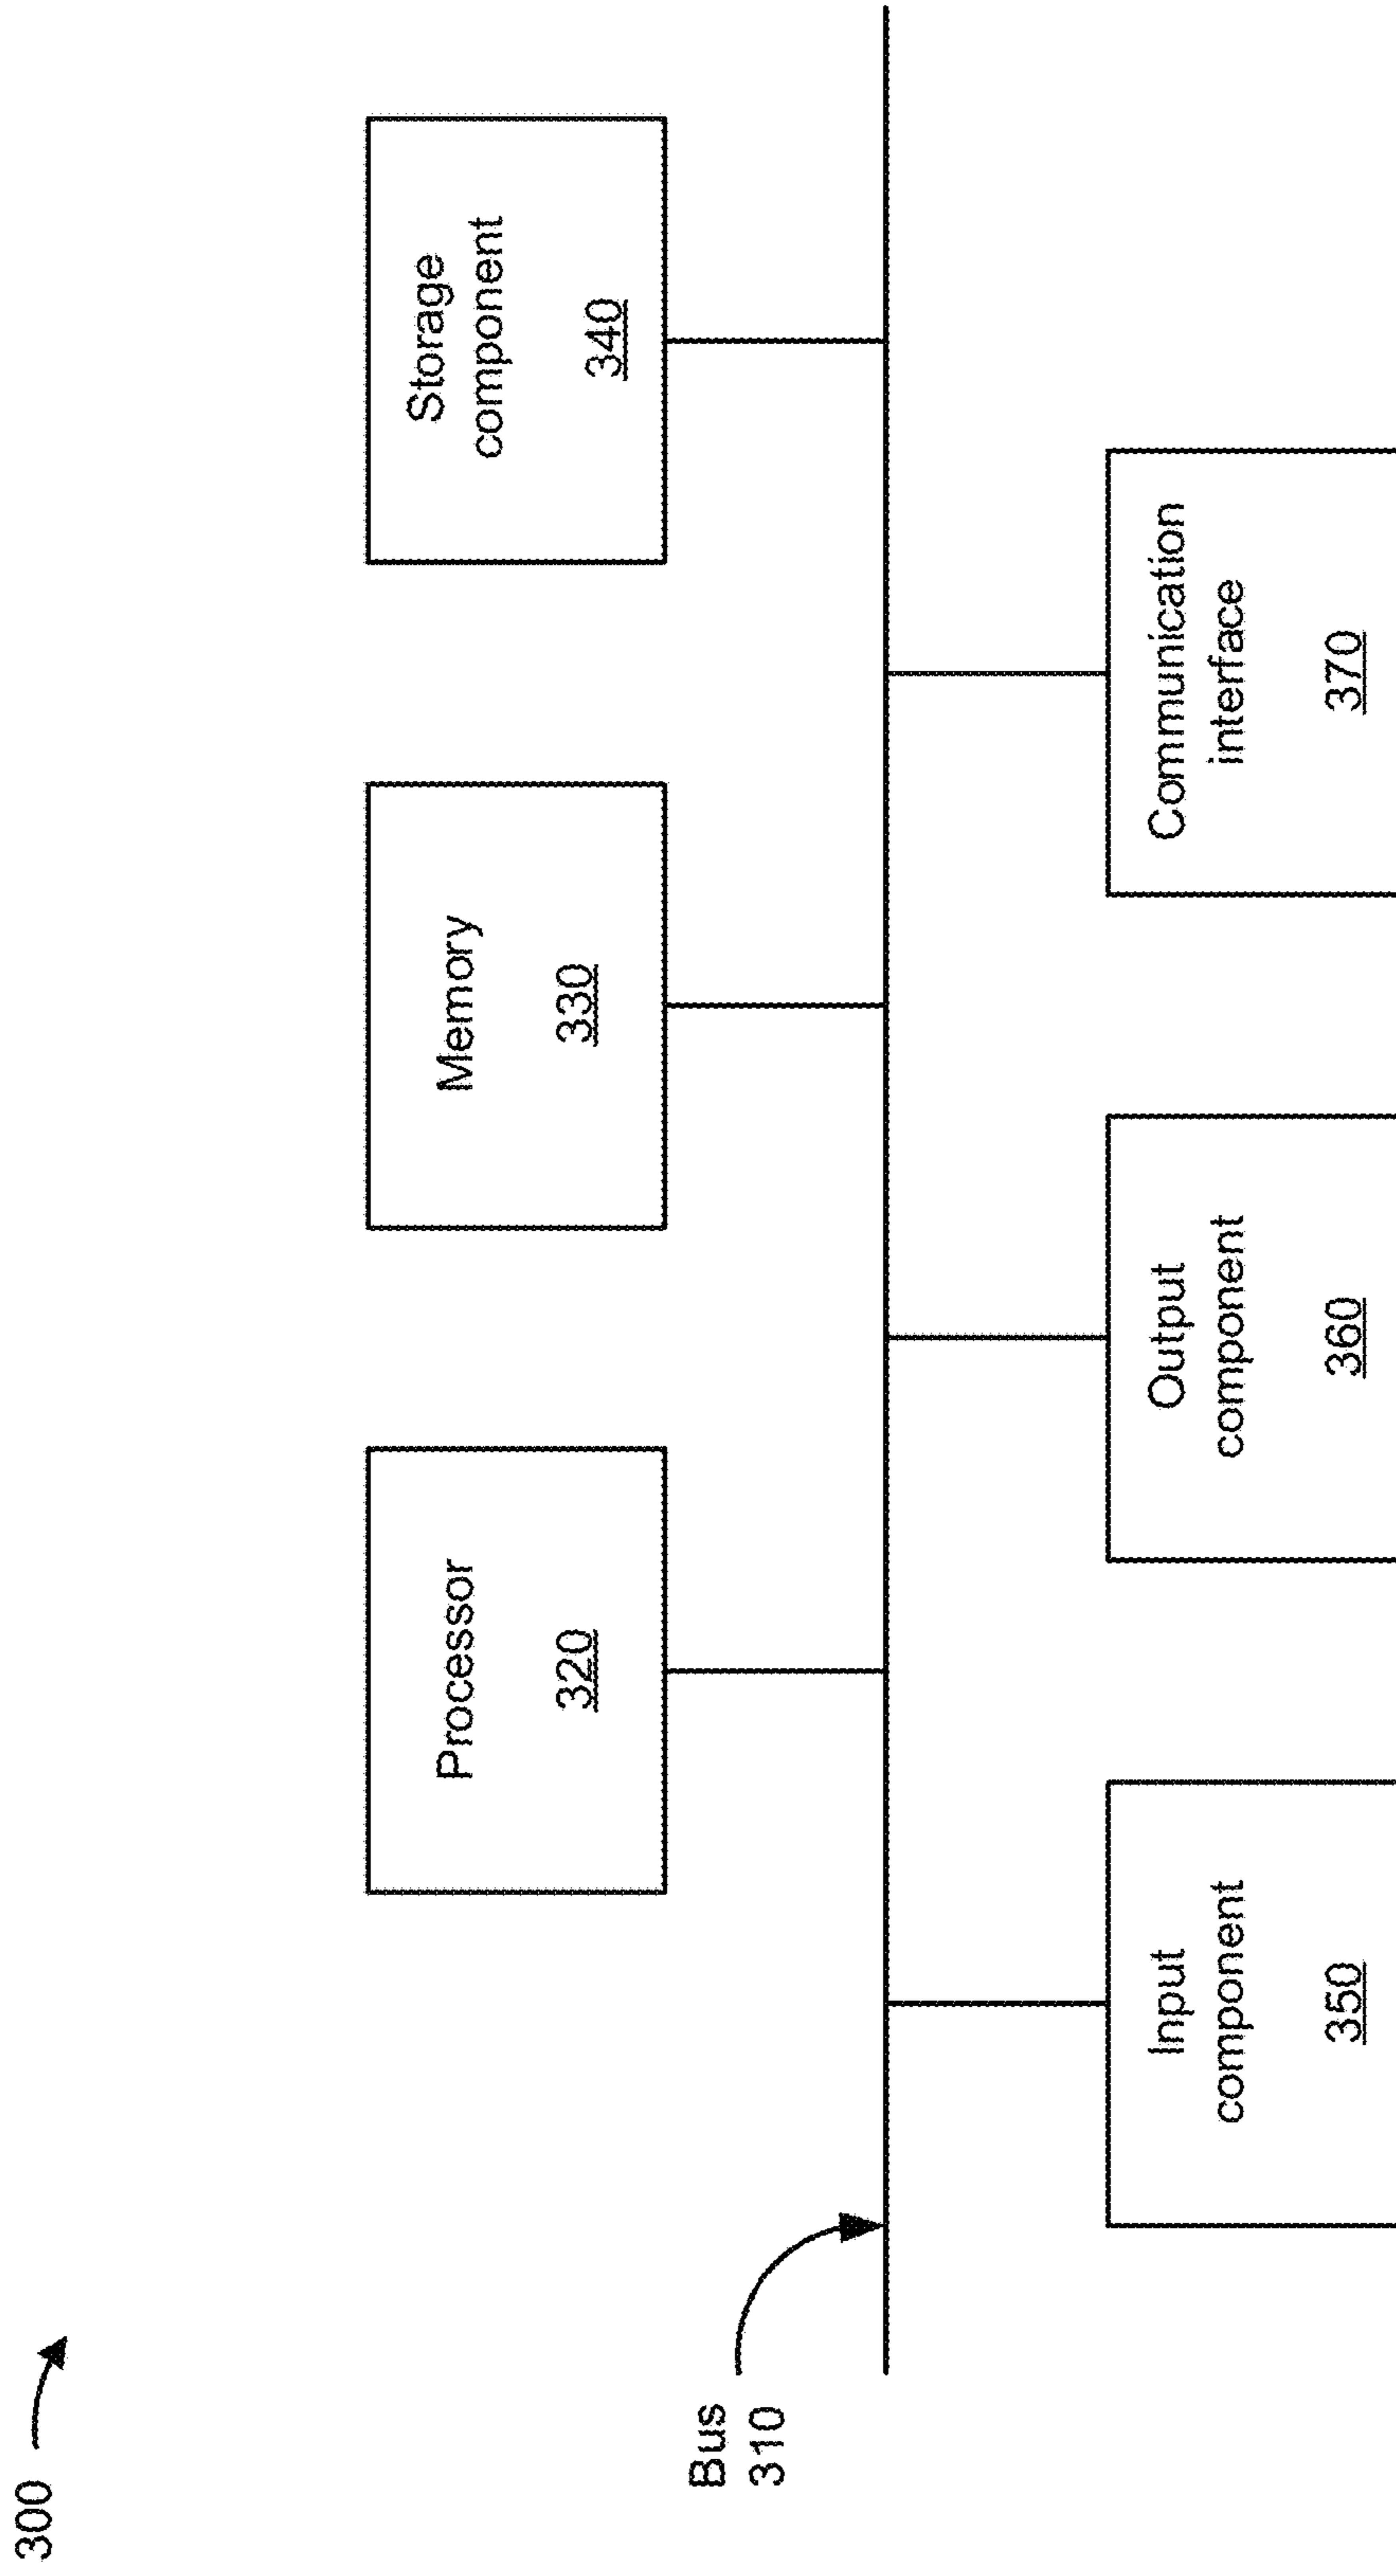 300
Bus
310
Processor
320
Memory
330
Storage
component
340
Input
component
350
Output
component
360
Communication
interface
370